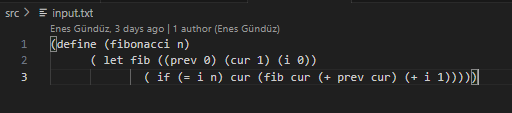 src > input.txt
Enes Gündüz, 3 days ago | 1 author (Enes Gündüz)
1 (define (fibonacci n)
2 ( let fib ((prev 0) (cur 1) (i 0))
3 ( if (= i n) cur (fib cur (+ prev cur) (+ i 1)))))